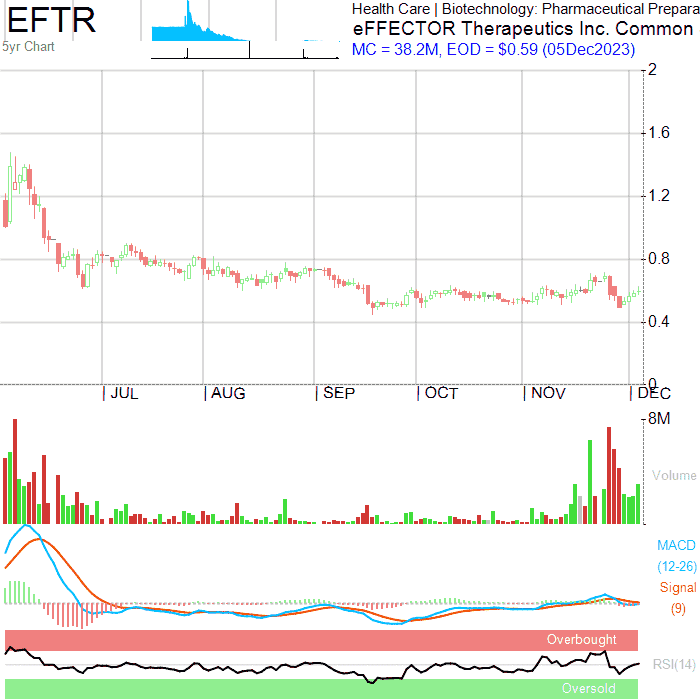 EFTR
5yr Chart
Health Care | Biotechnology: Pharmaceutical Prepara
eFFECTOR Therapeutics Inc. Common
MC = 38.2M, EOD = $0.59 (05Dec2023)
2
1.6
1.2
0.8
0.4
0
JUL AUG SEP OCT NOV DEC
8M
Volume
MACD
(12-26)
Signal
(9)
Overbought
RSI(14)
Oversold